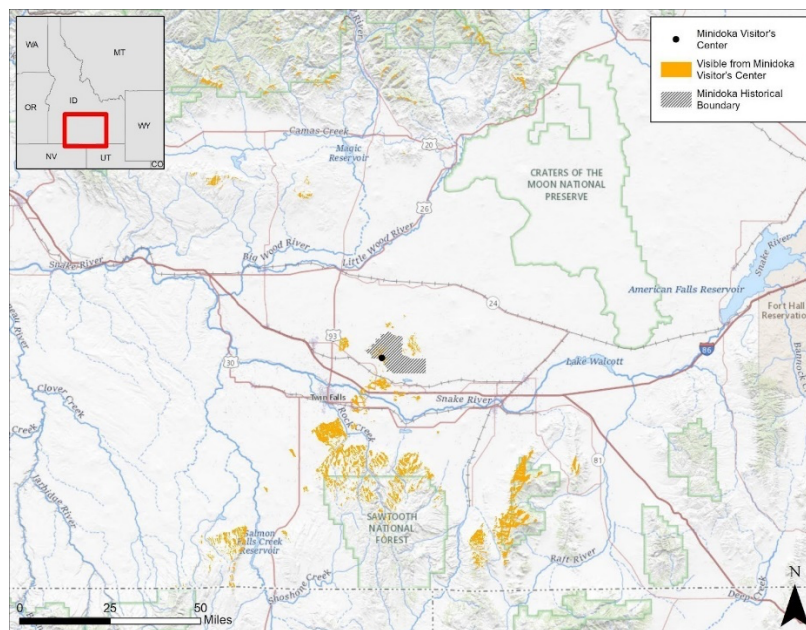 WA
MT
OR
ID
WY
NV
UT
CO
Minidoka Visitor's
Center
Visible from Minidoka
Visitor's Center
Minidoka Historical
Boundary
River
Camas Creek
20
Magic
Reservoir
CRATERS OF
THE MOON NATIONAL
PRESERVE
26
Big Wood River
Little Wood River
Snake River
Snake River
American Falls Reservoir
Fort Hall
Reservation
24
93
86
30
Lake Walcott
Bannock
Clover Creek
Twin Falls
Snake River
Rock Creek
Creek
81
Jarbidge River
Salmon
Falls Creek
Reservoir
SAWTOOTH
NATIONAL
FOREST
Raft River
Shoshone Creek
Deep Creek
N
0
25
50
Miles